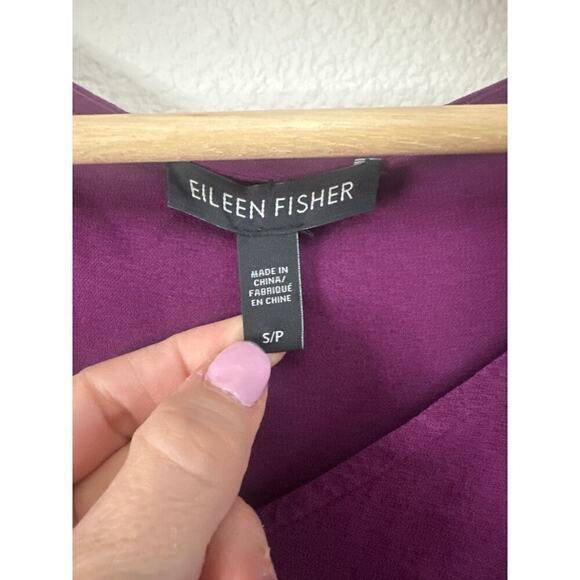 EILEEN FISHER
MADE IN
CHINA/
FABRIQUÉ
EN CHINE
S/P